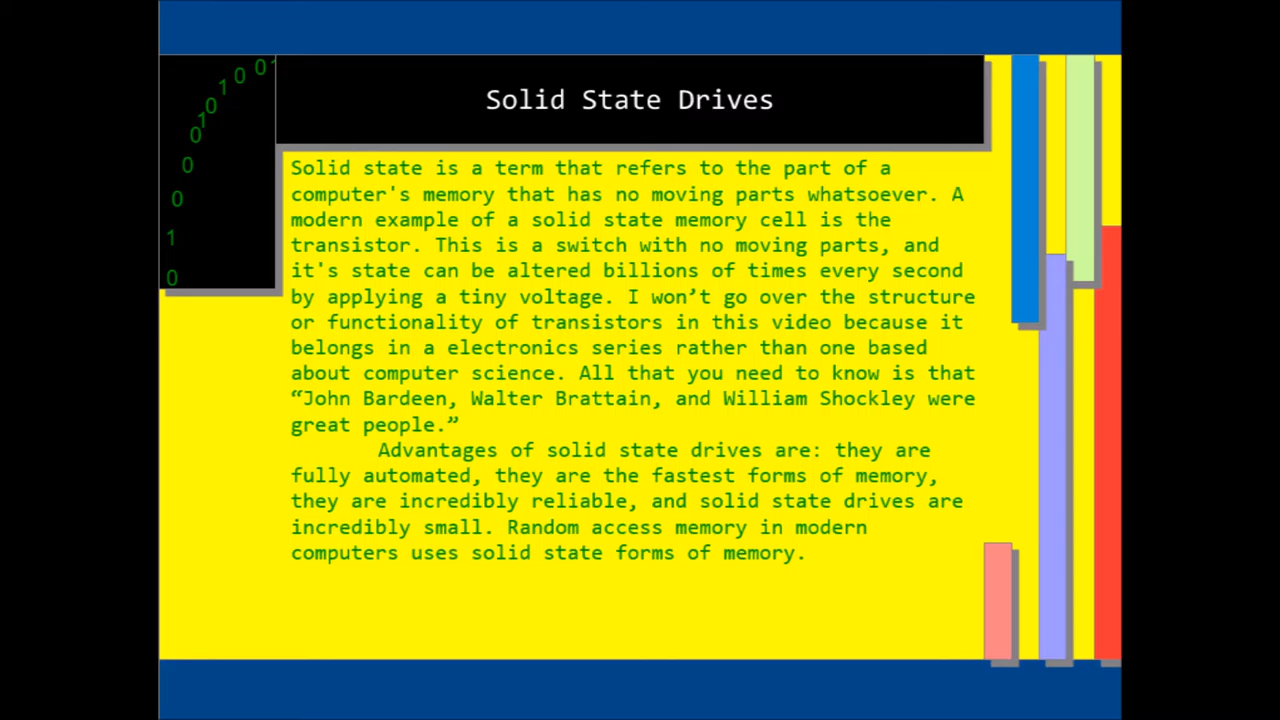 Solid State Drives
Solid state is a term that refers to the part of a
computer's memory that has no moving parts whatsoever. A
modern example of a solid state memory cell is the
transistor. This is a switch with no moving parts, and
it's state can be altered billions of times every second
by applying a tiny voltage. I won’t go over the structure
or functionality of transistors in this video because it
belongs in a electronics series rather than one based
about computer science. All that you need to know is that
“John Bardeen, Walter Brattain, and William Shockley were
great people.”
Advantages of solid state drives are: they are
fully automated, they are the fastest forms of memory,
they are incredibly reliable, and solid state drives are
incredibly small. Random access memory in modern
computers uses solid state forms of memory.
0
1
0
0
0
1
0
1
0
0
1